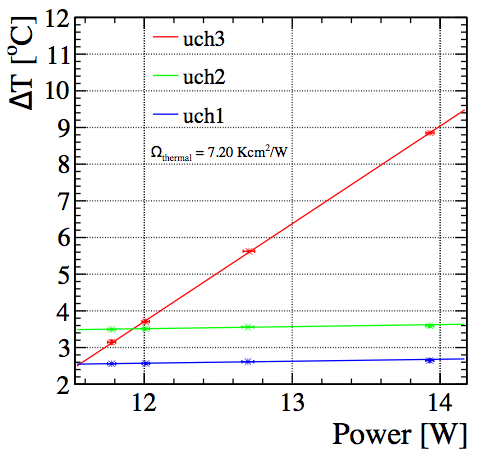 ΔT [°C]
12
11
10
9
8
7
6
5
4
3
2
uch3
uch2
uch1
Ωthermal = 7.20 Kcm²/W
12 13 14
Power [W]